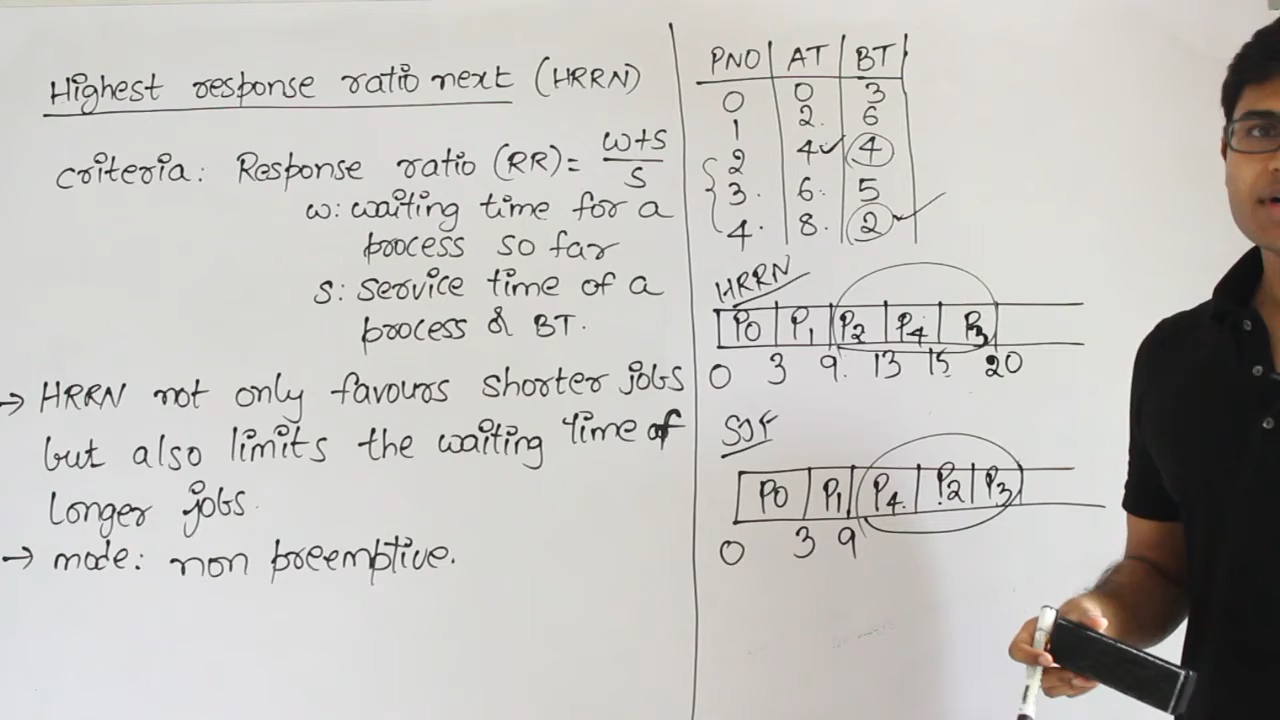 Highest response ratio next (HRRN)
criteria: Response ratio (RR) = w+s
s
w: waiting time for a
process so far
s: service time of a
process & BT.
→ HRRN not only favours shorter jobs
but also limits the waiting time of
longer jobs.
→ mode: non preemptive.
PNO AT BT
0 0 3
1 2. 6
2 4 4
3. 6. 5
4. 8. 2
HRRN
P0 P1 P2 P4 P3
0 3 9. 13 15 20
SJF
P0 P1 P4 P2 P3
0 3 9